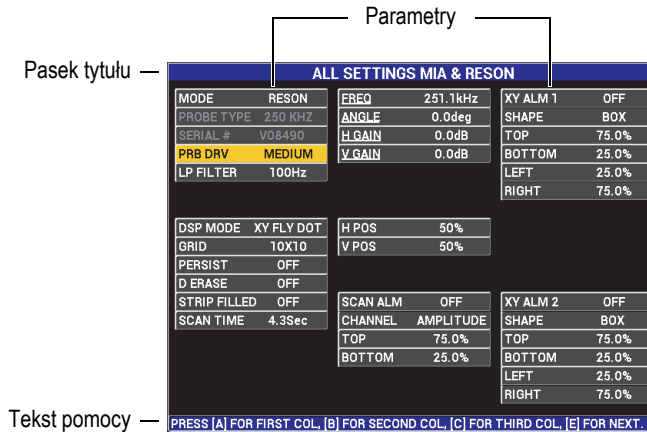 Parametry
Pasek tytułu
ALL SETTINGS MIA & RESON
MODE RESON
PROBE TYPE 250 KHZ
SERIAL # V08490
PRB DRV MEDIUM
LP FILTER 100Hz
FREQ 251.1kHz
ANGLE 0.0deg
H GAIN 0.0dB
V GAIN 0.0dB
XY ALM 1 OFF
SHAPE BOX
TOP 75.0%
BOTTOM 25.0%
LEFT 25.0%
RIGHT 75.0%
DSP MODE XY FLY DOT
GRID 10X10
PERSIST OFF
D ERASE OFF
STRIP FILLED OFF
SCAN TIME 4.3Sec
H POS 50%
V POS 50%
SCAN ALM OFF
CHANNEL AMPLITUDE
TOP 75.0%
BOTTOM 25.0%
XY ALM 2 OFF
SHAPE BOX
TOP 75.0%
BOTTOM 25.0%
LEFT 25.0%
RIGHT 75.0%
Tekst pomocy
PRESS [A] FOR FIRST COL, [B] FOR SECOND COL, [C] FOR THIRD COL, [E] FOR NEXT.